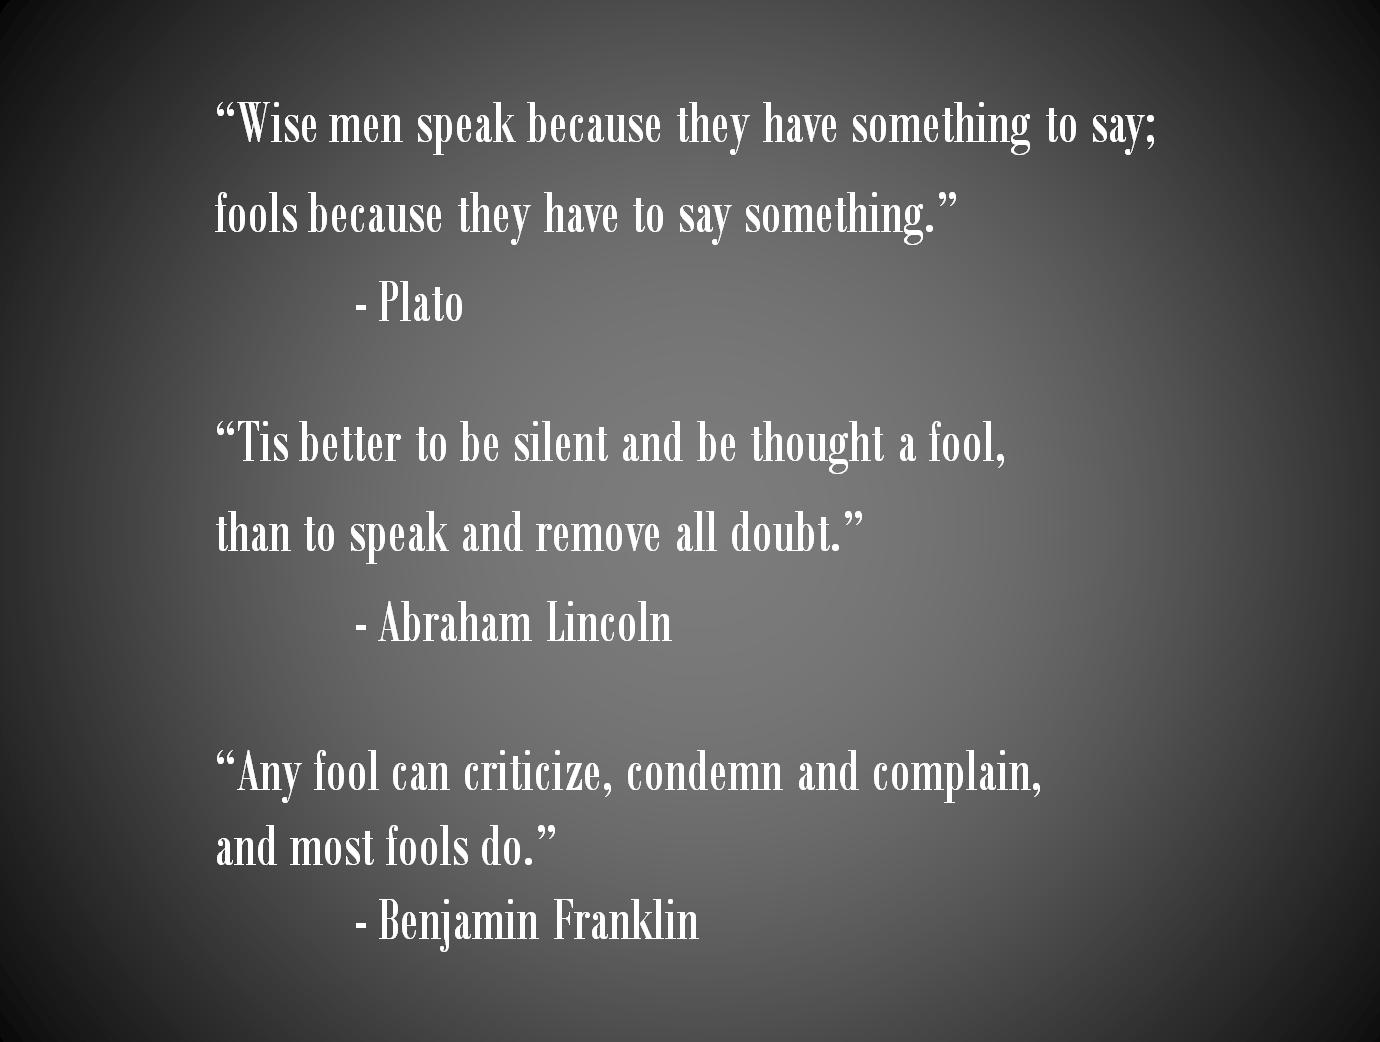 “Wise men speak because they have something to say;
fools because they have to say something.”
- Plato
“Tis better to be silent and be thought a fool,
than to speak and remove all doubt.”
- Abraham Lincoln
“Any fool can criticize, condemn and complain,
and most fools do.”
- Benjamin Franklin